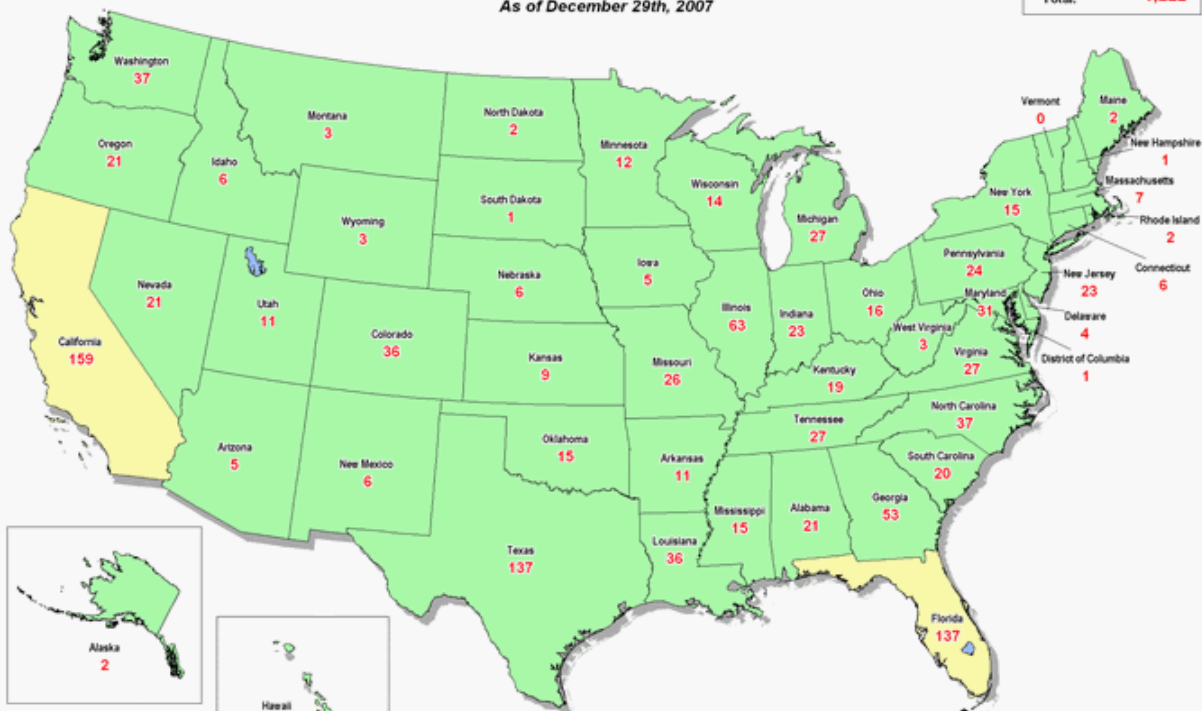 As of December 29th, 2007
Washington
37
Oregon
21
Idaho
6
Montana
3
North Dakota
2
South Dakota
1
Minnesota
12
Wisconsin
14
Michigan
27
Wyoming
3
Nebraska
6
Iowa
5
Nevada
21
Utah
11
Colorado
36
Kansas
9
Missouri
26
Illinois
63
Indiana
23
Ohio
16
California
159
Arizona
5
New Mexico
6
Oklahoma
15
Arkansas
11
Texas
137
Louisiana
36
Mississippi
15
Alabama
21
Georgia
53
Florida
137
South Carolina
20
North Carolina
37
Tennessee
27
Kentucky
19
West Virginia
3
Virginia
27
Maryland
31
Pennsylvania
24
New York
15
Vermont
0
Maine
2
New Hampshire
1
Massachusetts
7
Rhode Island
2
Connecticut
6
New Jersey
23
Delaware
4
District of Columbia
1
Alaska
2
Hawaii